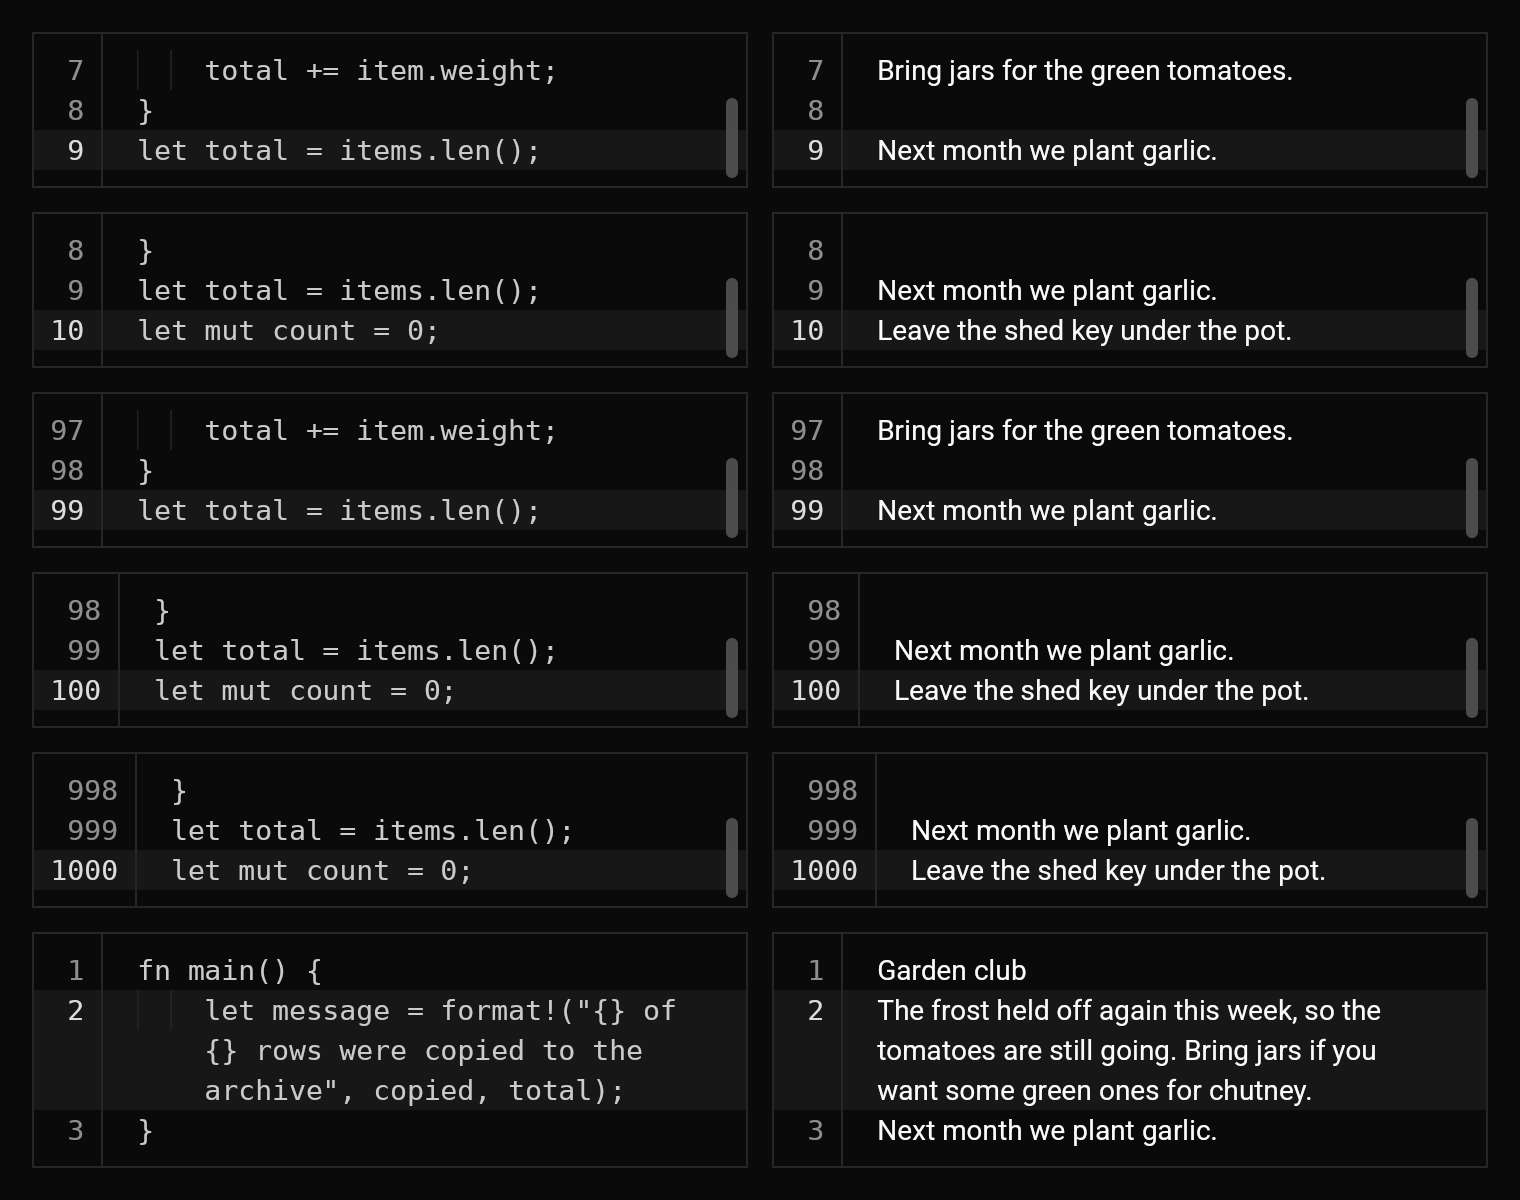 7 total += item.weight;
8 }
9 let total = items.len();
7 Bring jars for the green tomatoes.
8
9 Next month we plant garlic.
8 }
9 let total = items.len();
10 let mut count = 0;
8
9 Next month we plant garlic.
10 Leave the shed key under the pot.
97 total += item.weight;
98 }
99 let total = items.len();
97 Bring jars for the green tomatoes.
98
99 Next month we plant garlic.
98 }
99 let total = items.len();
100 let mut count = 0;
98
99 Next month we plant garlic.
100 Leave the shed key under the pot.
998 }
999 let total = items.len();
1000 let mut count = 0;
998
999 Next month we plant garlic.
1000 Leave the shed key under the pot.
1 fn main() {
2 let message = format!("{} of
{} rows were copied to the
archive", copied, total);
3 }
1 Garden club
2 The frost held off again this week, so the
tomatoes are still going. Bring jars if you
want some green ones for chutney.
3 Next month we plant garlic.